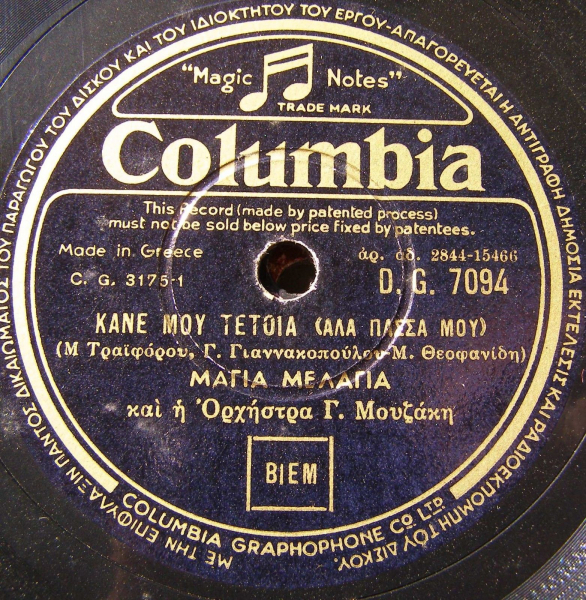 "Magic Notes"
TRADE MARK
Columbia
This Record (made by patented process)
must not be sold below price fixed by patentees.
Made in Greece
ἀρ. ἀδ. 2844-15466
C. G. 3175-1
D. G. 7094
ΚΑΝΕ ΜΟΥ ΤΕΤΟΙΑ (ΑΛΑ ΠΑΣΣΑ ΜΟΥ)
(Μ Τραϊφόρου, Γ. Γιαννακοπούλου-Μ. Θεοφανίδη)
ΜΑΓΙΑ ΜΕΛΑΓΙΑ
καὶ ἡ Ὀρχήστρα Γ. Μουζάκη
BIEM
COLUMBIA GRAPHOPHONE CO LTD
ΜΕ ΤΗΝ ΕΠΙΦΥΛΑΞΙΝ ΠΑΝΤΟΣ ΔΙΚΑΙΩΜΑΤΟΣ ΤΟΥ ΠΑΡΑΓΩΓΟΥ ΤΟΥ ΔΙΣΚΟΥ ΚΑΙ ΤΟΥ ΙΔΙΟΚΤΗΤΟΥ ΤΟΥ ΕΡΓΟΥ-ΑΠΑΓΟΡΕΥΕΤΑΙ Η ΑΝΤΙΓΡΑΦΗ ΔΗΜΟΣΙΑ ΕΚΤΕΛΕΣΙΣ ΚΑΙ ΡΑΔΙΟΕΚΠΟΜΠΗ ΤΟΥ ΔΙΣΚΟΥ.